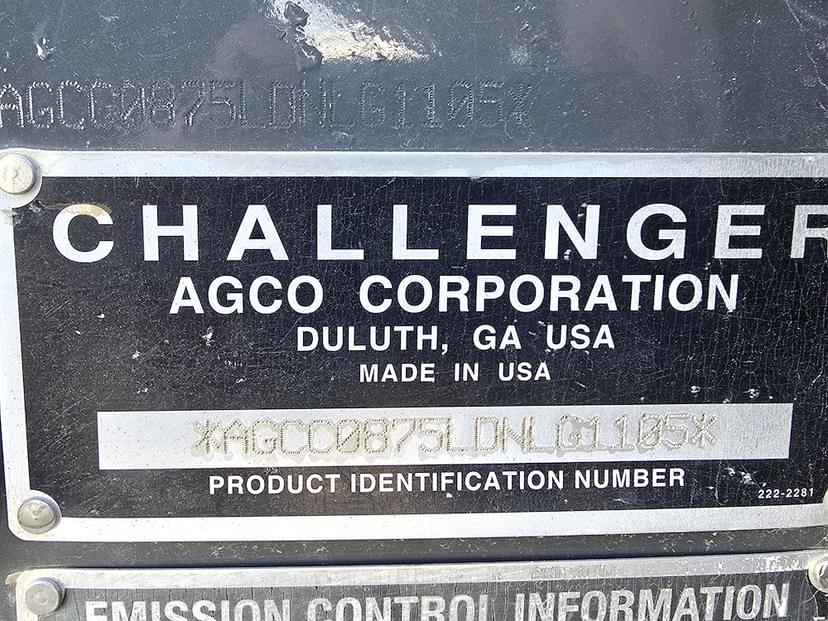 AGCC0875LDNLG1105*
CHALLENGER
AGCO CORPORATION
DULUTH, GA USA
MADE IN USA
*AGCC0875LDNLG1105*
PRODUCT IDENTIFICATION NUMBER
222-2281
EMISSION CONTROL INFORMATION